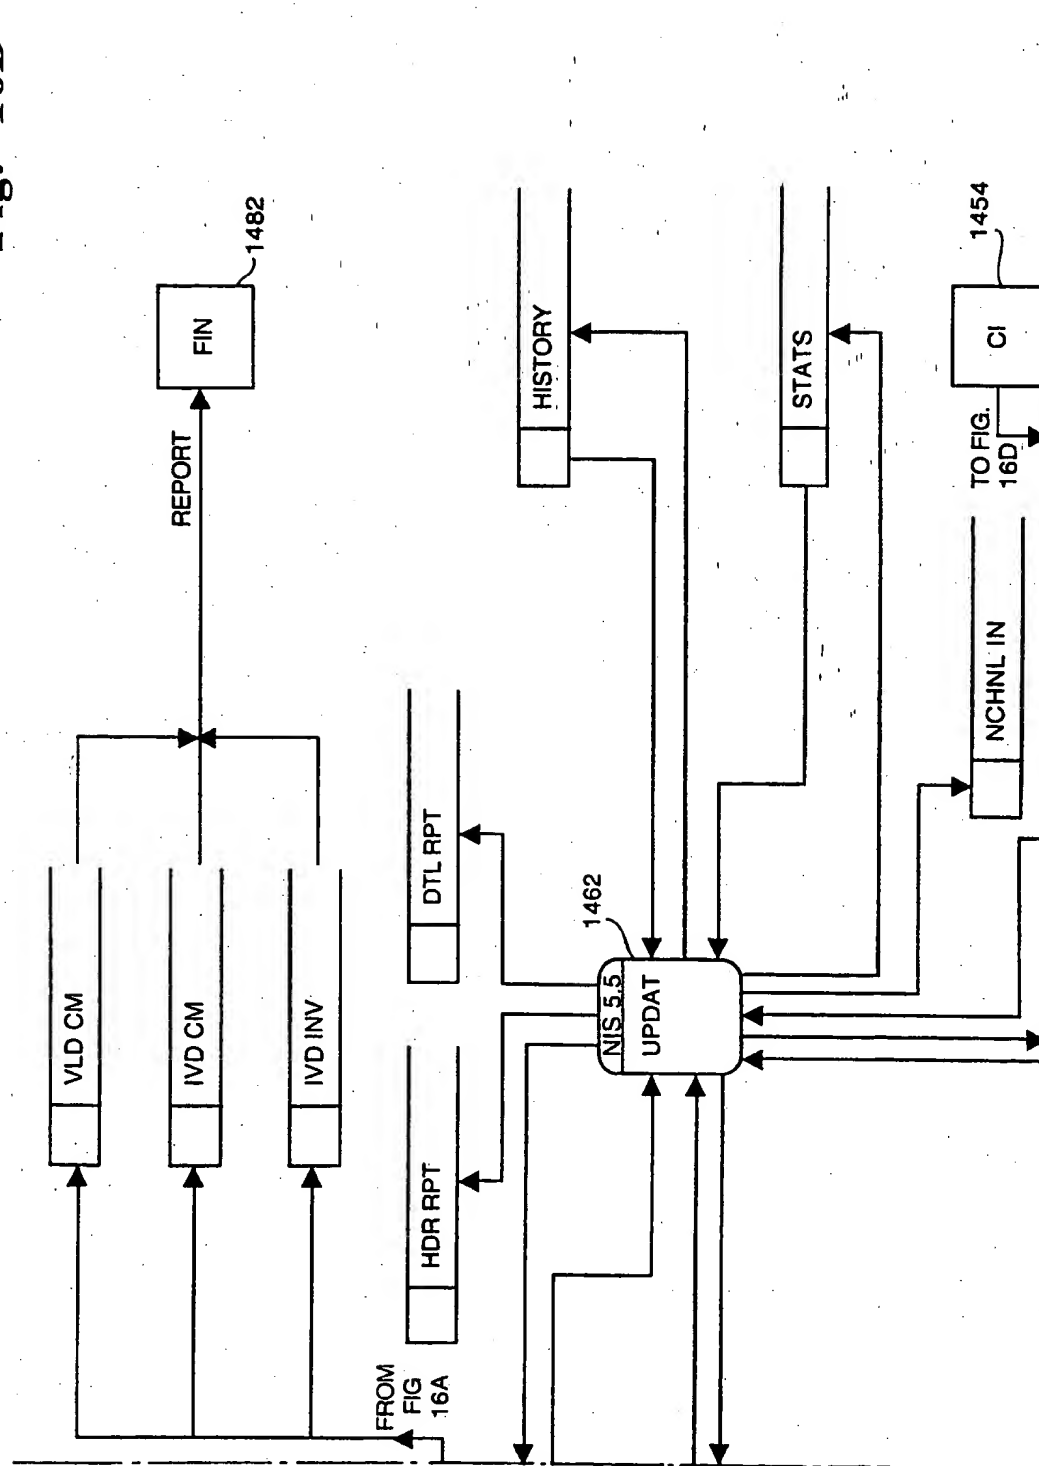 1482
FIN
REPORT
VLD CM
IVD CM
IVD INV
HISTORY
STATS
1454
CI
TO FIG.
16D
NCHNL IN
DTL RPT
HDR RPT
1462
NIS 5.5
UPDAT
FROM
FIG
16A